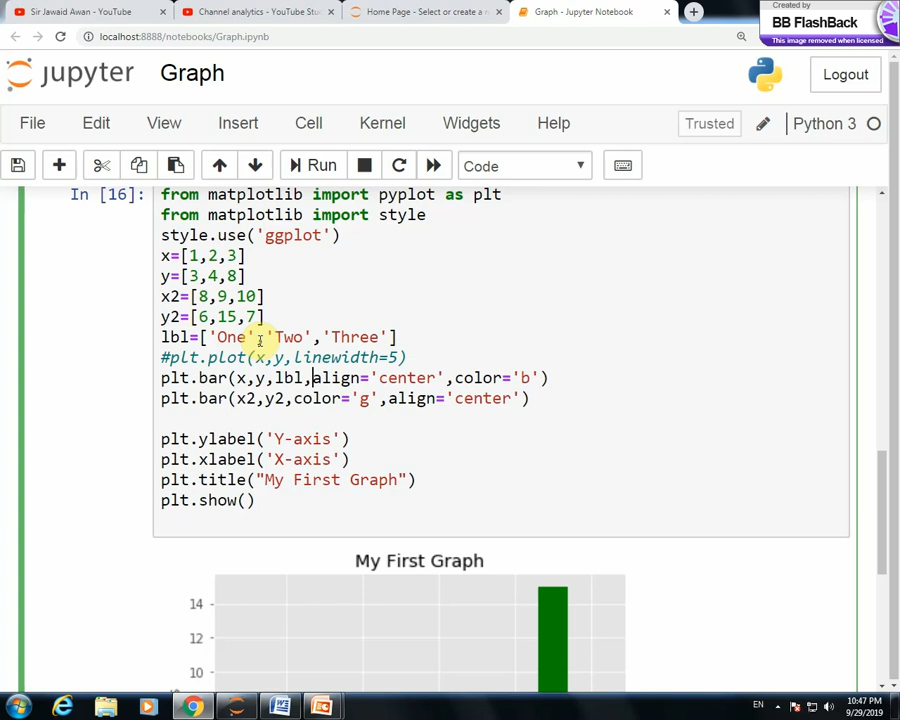 Sir Jawaid Awan - YouTube
Channel analytics - YouTube Stu
Home Page - Select or create a n
Graph - Jupyter Notebook
Created by
BB FlashBack
This image removed when licensed
localhost:8888/notebooks/Graph.ipynb
jupyter
Graph
Logout
File
Edit
View
Insert
Cell
Kernel
Widgets
Help
Trusted
Python 3
Run
Code
In [16]:
from matplotlib import pyplot as plt
from matplotlib import style
style.use('ggplot')
x=[1,2,3]
y=[3,4,8]
x2=[8,9,10]
y2=[6,15,7]
lbl=['One','Two','Three']
#plt.plot(x,y,linewidth=5)
plt.bar(x,y,lbl,align='center',color='b')
plt.bar(x2,y2,color='g',align='center')
plt.ylabel('Y-axis')
plt.xlabel('X-axis')
plt.title("My First Graph")
plt.show()
My First Graph
14
12
10
EN
10:47 PM
9/29/2019